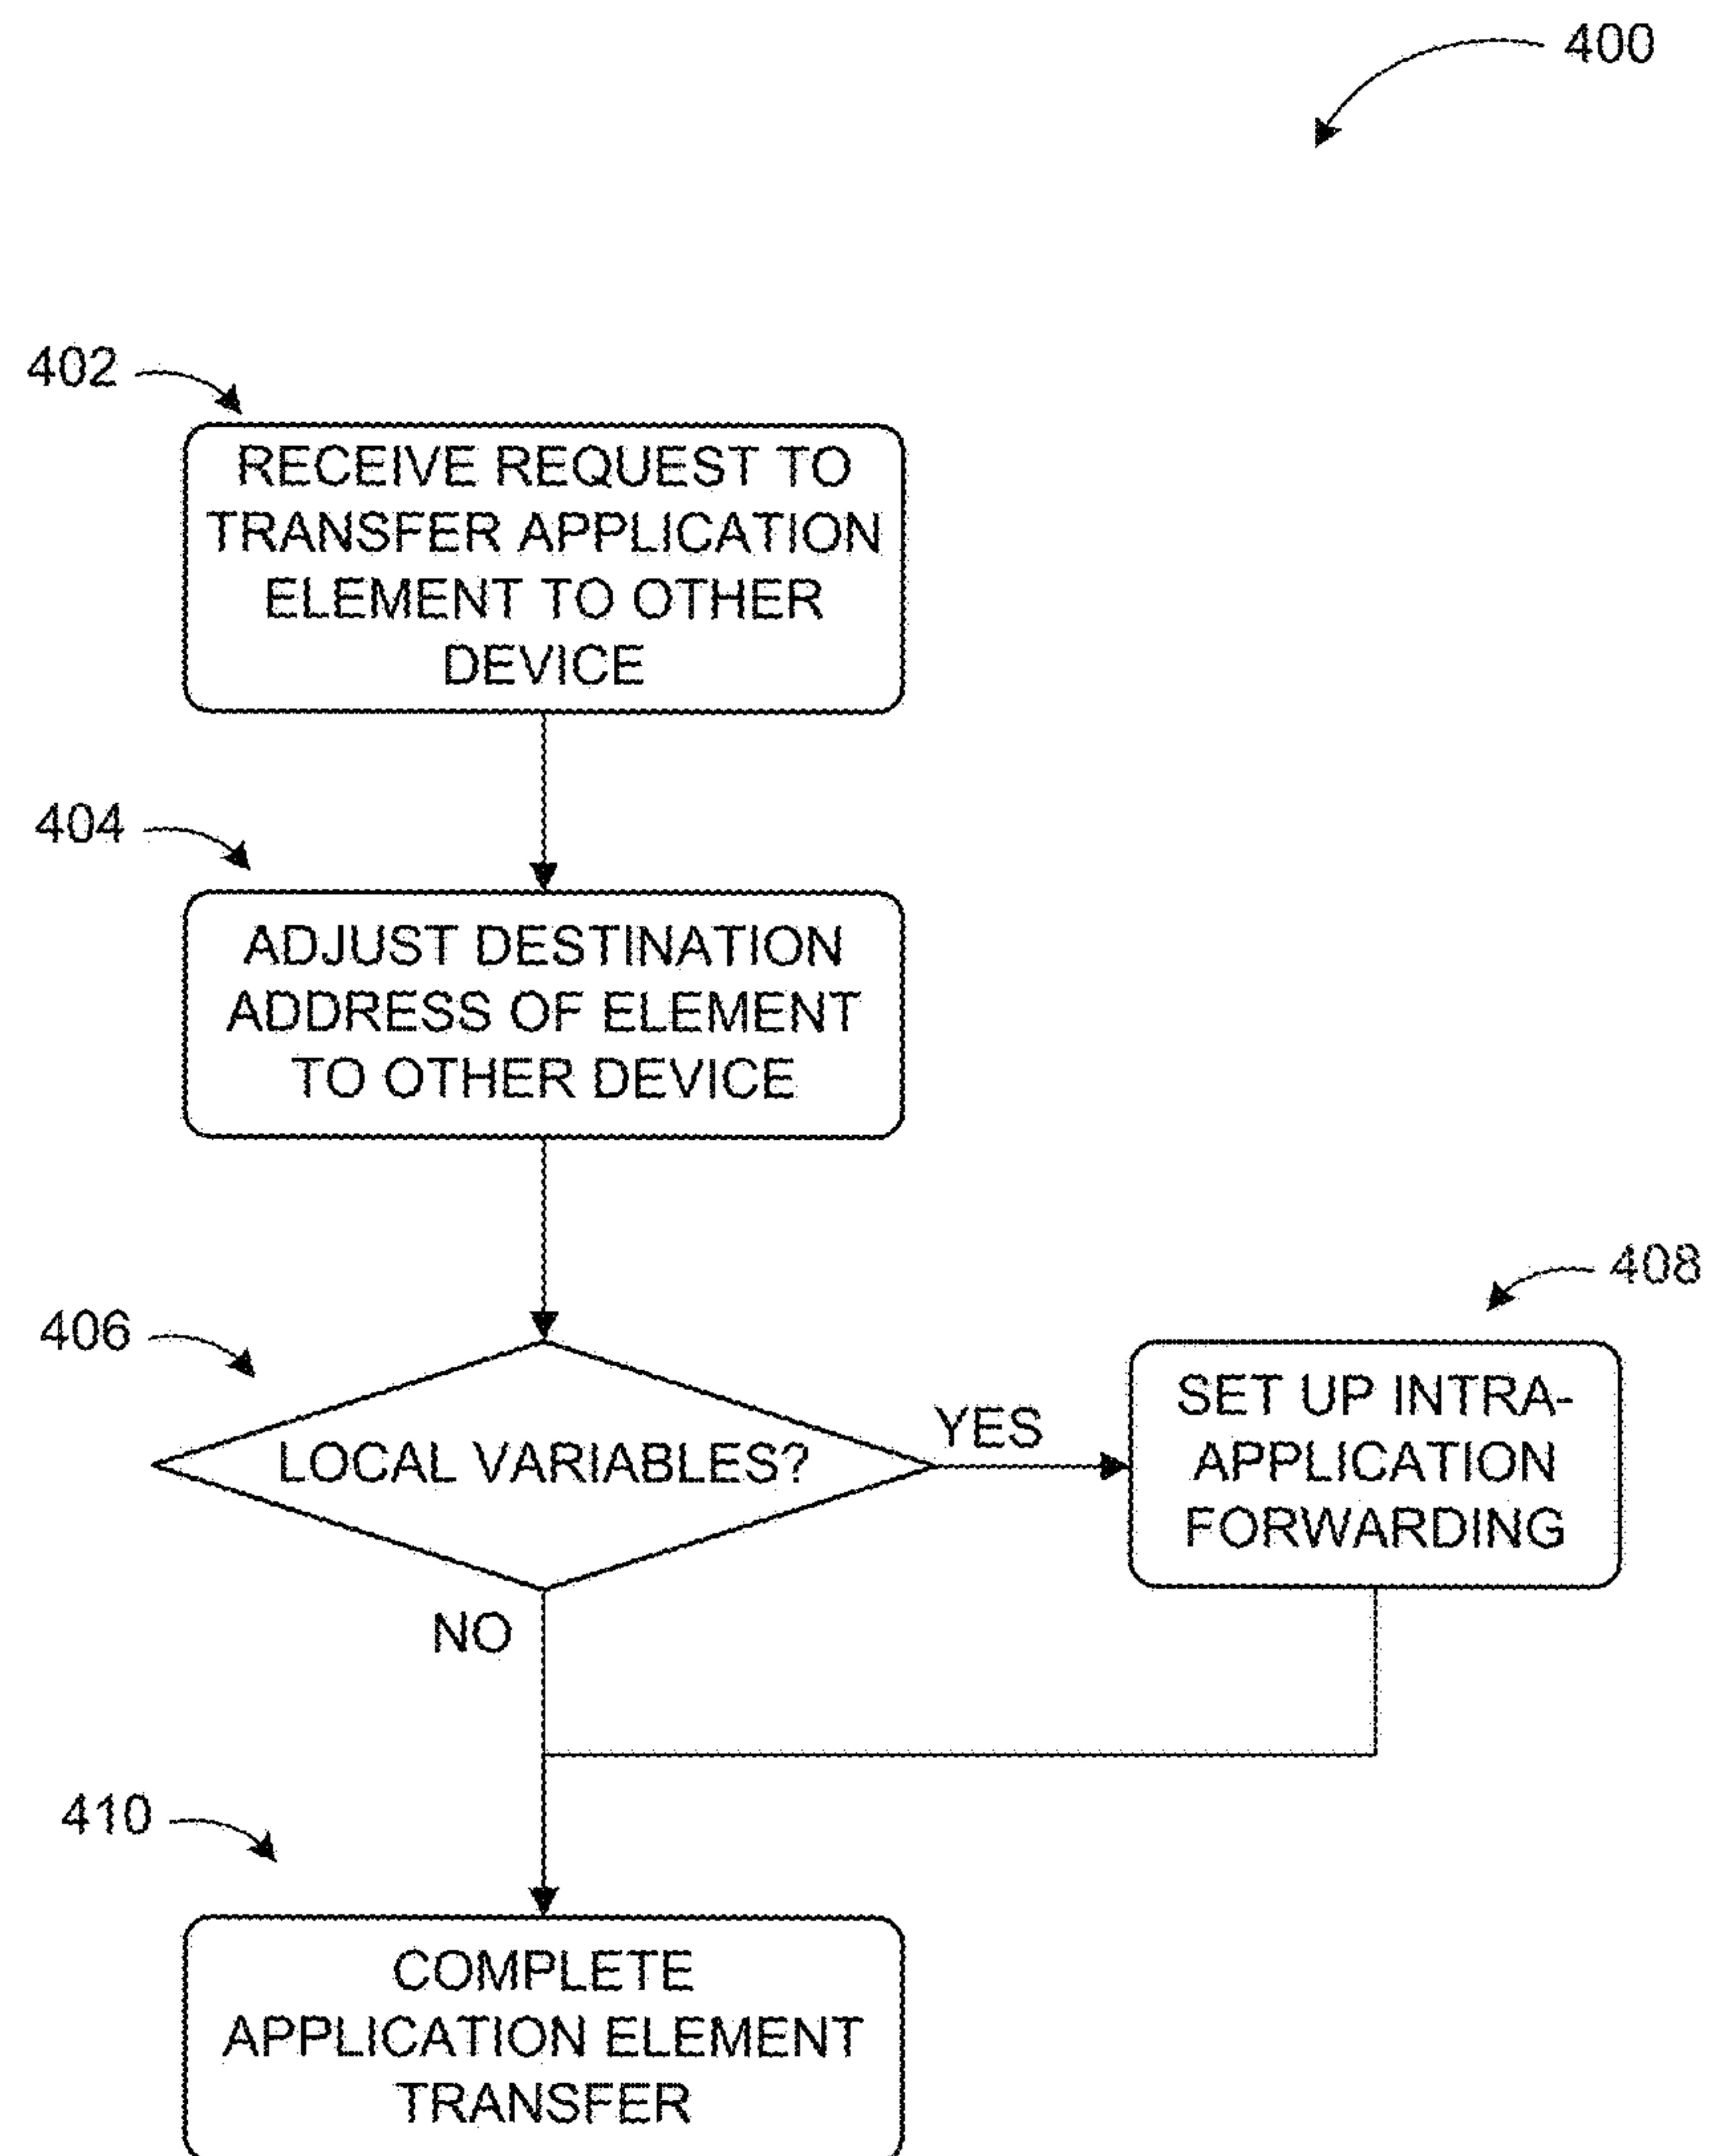 400
402
RECEIVE REQUEST TO
TRANSFER APPLICATION
ELEMENT TO OTHER
DEVICE
404
ADJUST DESTINATION
ADDRESS OF ELEMENT
TO OTHER DEVICE
406
LOCAL VARIABLES?
YES
408
SET UP INTRA-
APPLICATION
FORWARDING
NO
410
COMPLETE
APPLICATION ELEMENT
TRANSFER